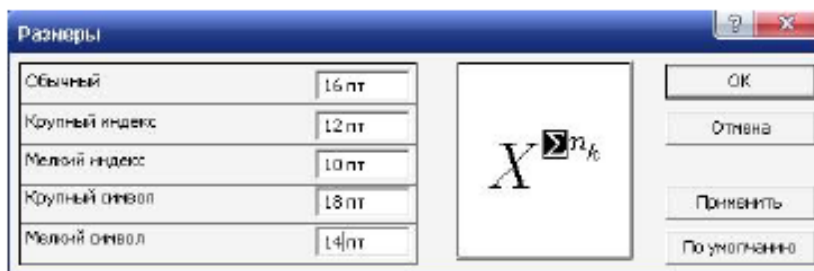 Размеры
Обычный 16 пт
Крупный индекс 12 пт
Мелкий индекс 10 пт
Крупный символ 18 пт
Мелкий символ 14 пт
X Σ n k
ОК
Отмена
Применить
По умолчанию